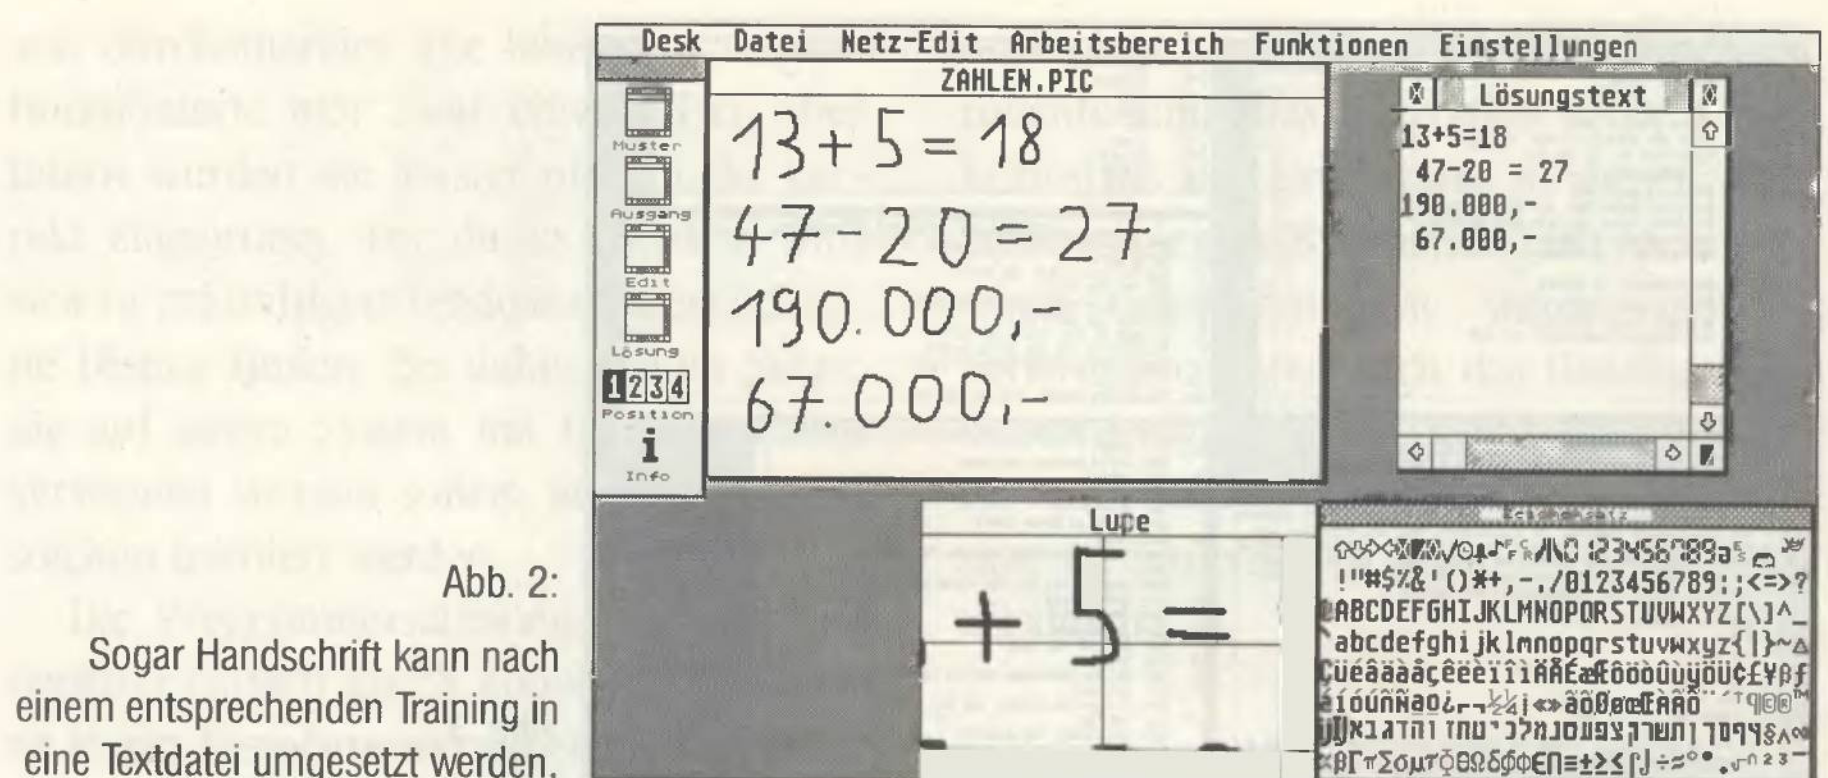 Abb. 2:
Sogar Handschrift kann nach
einem entsprechenden Training in
eine Textdatei umgesetzt werden.
Desk Datei Netz-Edit Arbeitsbereich Funktionen Einstellungen
Muster
Ausgang
Edit
Lösung
1234
Position
i
Info
ZAHLEN.PIC
13+5=18
47-20=27
190.000,-
67.000,-
Lösungstext
13+5=18
47-20 = 27
190.000,-
67.000,-
Lupe
+5=
Zeichensatz
0123456789
!"#$%&'()*+,-./0123456789:;<=>?
@ABCDEFGHIJKLMNOPQRSTUVWXYZ[\]^_
`abcdefghijklmnopqrstuvwxyz{|}~△